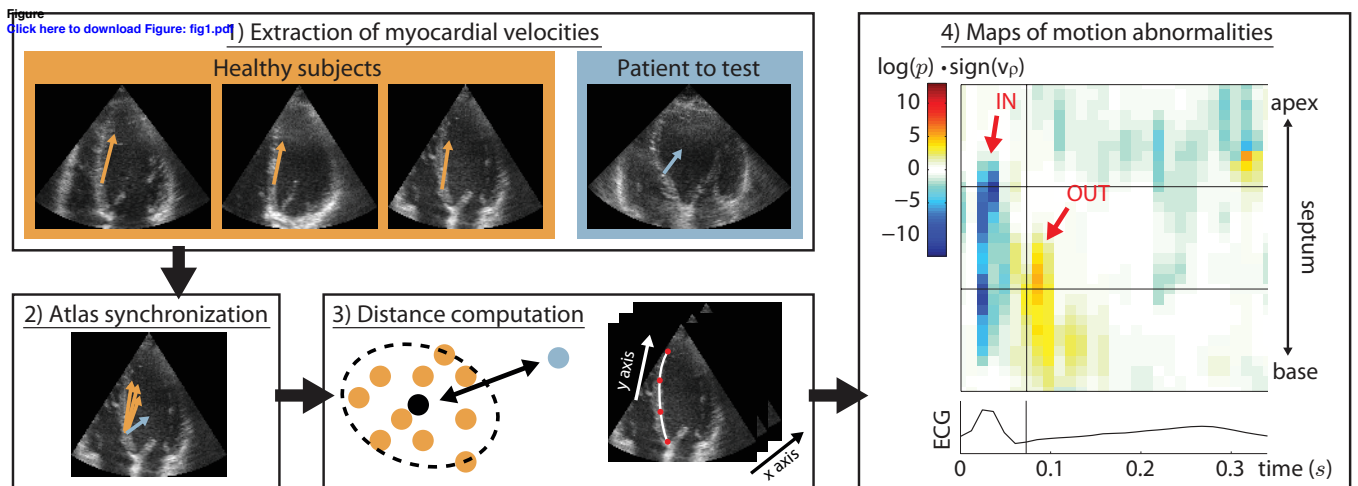 Figure
Click here to download Figure: fig1.pdf
1) Extraction of myocardial velocities
Healthy subjects
Patient to test
2) Atlas synchronization
3) Distance computation
y axis
x axis
4) Maps of motion abnormalities
log(p) • sign(vρ)
10
5
0
−5
−10
IN
OUT
apex
septum
base
ECG
0
0.1
0.2
0.3
time (s)